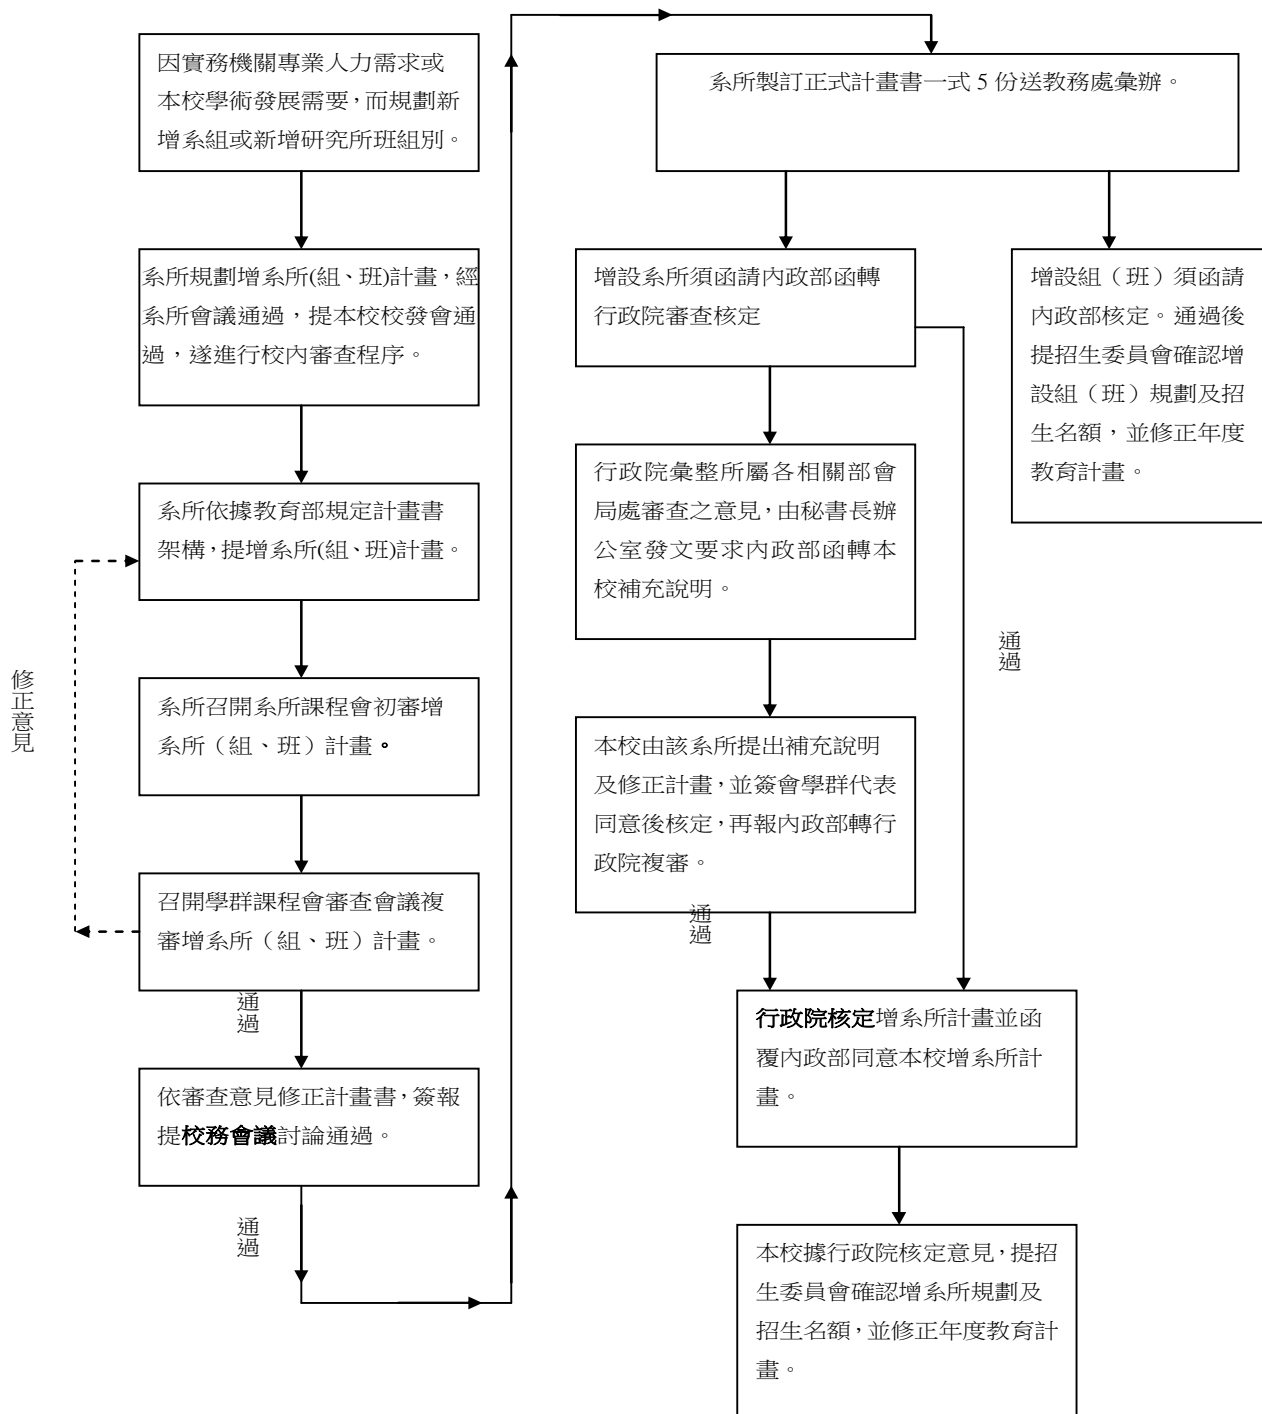 因實務機關專業人力需求或
本校學術發展需要，而規劃新
增系組或新增研究所班組別。
系所規劃增系所(組、班)計畫，經
系所會議通過，提本校校發會通
過，遂進行校內審查程序。
系所依據教育部規定計畫書
架構，提增系所(組、班)計畫。
修正意見
系所召開系所課程會初審增
系所（組、班）計畫。
召開學群課程會審查會議複
審增系所（組、班）計畫。
通過
依審查意見修正計畫書，簽報
提校務會議討論通過。
通過
系所製訂正式計畫書一式 5 份送教務處彙辦。
增設系所須函請內政部函轉
行政院審查核定
行政院彙整所屬各相關部會
局處審查之意見，由秘書長辦
公室發文要求內政部函轉本
校補充說明。
本校由該系所提出補充說明
及修正計畫，並簽會學群代表
同意後核定，再報內政部轉行
政院複審。
通過
通過
行政院核定增系所計畫並函
覆內政部同意本校增系所計
畫。
本校據行政院核定意見，提招
生委員會確認增系所規劃及
招生名額，並修正年度教育計
畫。
增設組（班）須函請
內政部核定。通過後
提招生委員會確認增
設組（班）規劃及招
生名額，並修正年度
教育計畫。